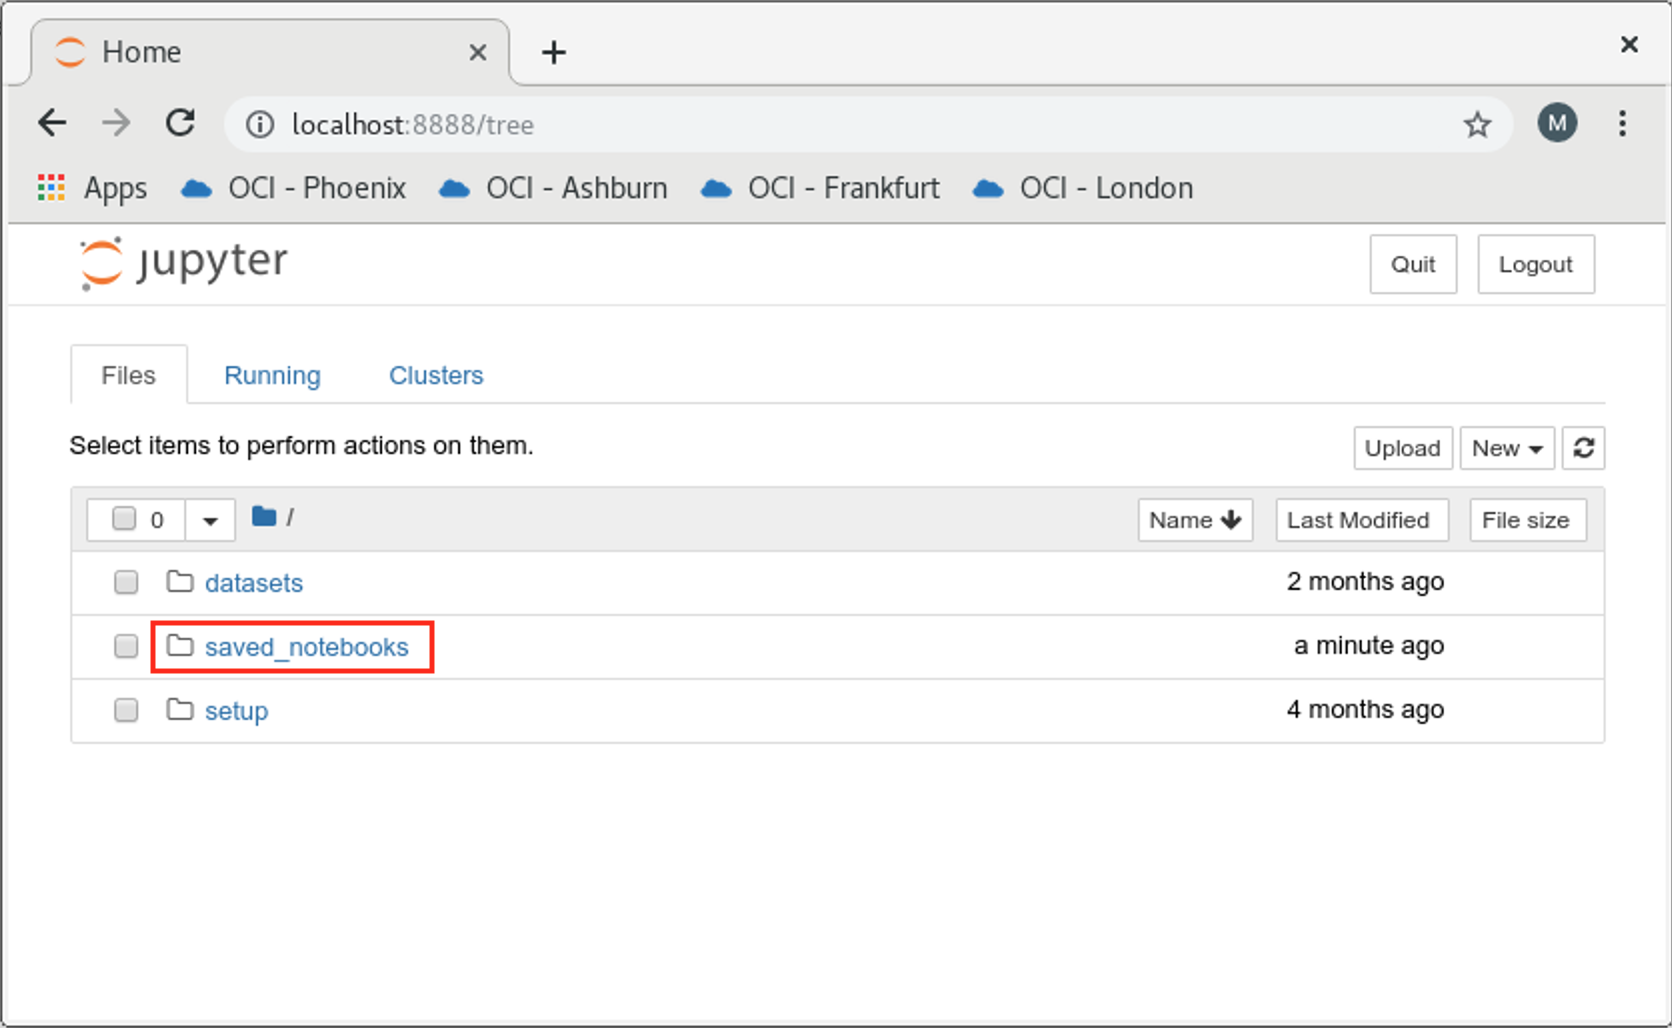 Home
localhost:8888/tree
M
Apps OCI - Phoenix OCI - Ashburn OCI - Frankfurt OCI - London
jupyter Quit Logout
Files Running Clusters
Select items to perform actions on them. Upload New
0 / Name Last Modified File size
datasets 2 months ago
saved_notebooks a minute ago
setup 4 months ago